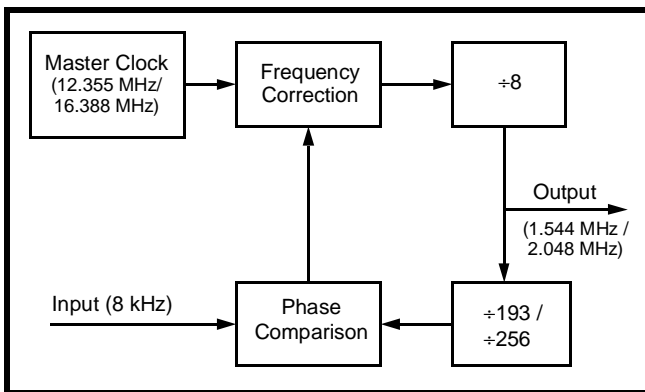 Master Clock
(12.355 MHz/
16.388 MHz)
Frequency
Correction
÷8
Output
(1.544 MHz /
2.048 MHz)
Input (8 kHz)
Phase
Comparison
÷193 /
÷256